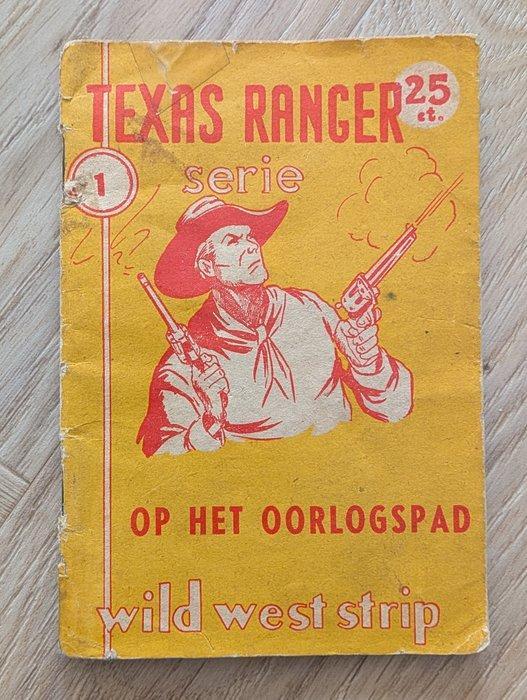 TEXAS RANGER
25
ct.
1
serie
OP HET OORLOGSPAD
wild west strip